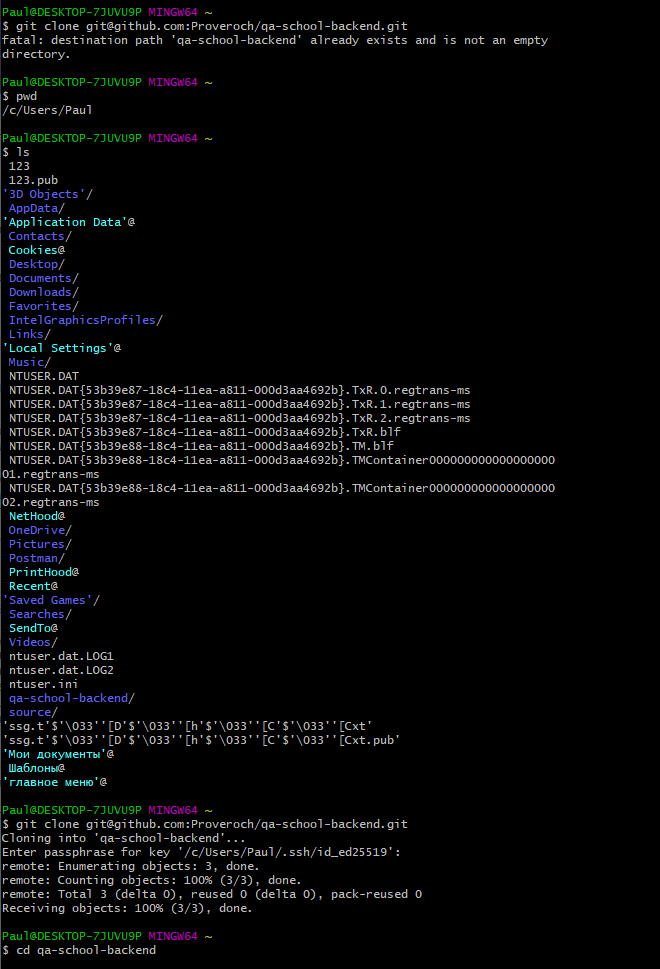 Paul@DESKTOP-7JUVU9P MINGW64 ~
$ git clone git@github.com:Proveroch/qa-school-backend.git
fatal: destination path 'qa-school-backend' already exists and is not an empty
directory.
Paul@DESKTOP-7JUVU9P MINGW64 ~
$ pwd
/c/Users/Paul
Paul@DESKTOP-7JUVU9P MINGW64 ~
$ ls
123
123.pub
'3D Objects'/
AppData/
'Application Data'@
Contacts/
Cookies@
Desktop/
Documents/
Downloads/
Favorites/
IntelGraphicsProfiles/
Links/
'Local Settings'@
Music/
NTUSER.DAT
NTUSER.DAT{53b39e87-18c4-11ea-a811-000d3aa4692b}.TxR.0.regtrans-ms
NTUSER.DAT{53b39e87-18c4-11ea-a811-000d3aa4692b}.TxR.1.regtrans-ms
NTUSER.DAT{53b39e87-18c4-11ea-a811-000d3aa4692b}.TxR.2.regtrans-ms
NTUSER.DAT{53b39e87-18c4-11ea-a811-000d3aa4692b}.TxR.blf
NTUSER.DAT{53b39e88-18c4-11ea-a811-000d3aa4692b}.TM.blf
NTUSER.DAT{53b39e88-18c4-11ea-a811-000d3aa4692b}.TMContainer000000000000000000
01.regtrans-ms
NTUSER.DAT{53b39e88-18c4-11ea-a811-000d3aa4692b}.TMContainer000000000000000000
02.regtrans-ms
NetHood@
OneDrive/
Pictures/
Postman/
PrintHood@
Recent@
'Saved Games'/
Searches/
SendTo@
Videos/
ntuser.dat.LOG1
ntuser.dat.LOG2
ntuser.ini
qa-school-backend/
source/
'ssg.t'$'\033''[D'$'\033''[h'$'\033''[C'$'\033''[Cxt'
'ssg.t'$'\033''[D'$'\033''[h'$'\033''[C'$'\033''[Cxt.pub'
'Мои документы'@
Шаблоны@
'главное меню'@
Paul@DESKTOP-7JUVU9P MINGW64 ~
$ git clone git@github.com:Proveroch/qa-school-backend.git
Cloning into 'qa-school-backend'...
Enter passphrase for key '/c/Users/Paul/.ssh/id_ed25519':
remote: Enumerating objects: 3, done.
remote: Counting objects: 100% (3/3), done.
remote: Total 3 (delta 0), reused 0 (delta 0), pack-reused 0
Receiving objects: 100% (3/3), done.
Paul@DESKTOP-7JUVU9P MINGW64 ~
$ cd qa-school-backend